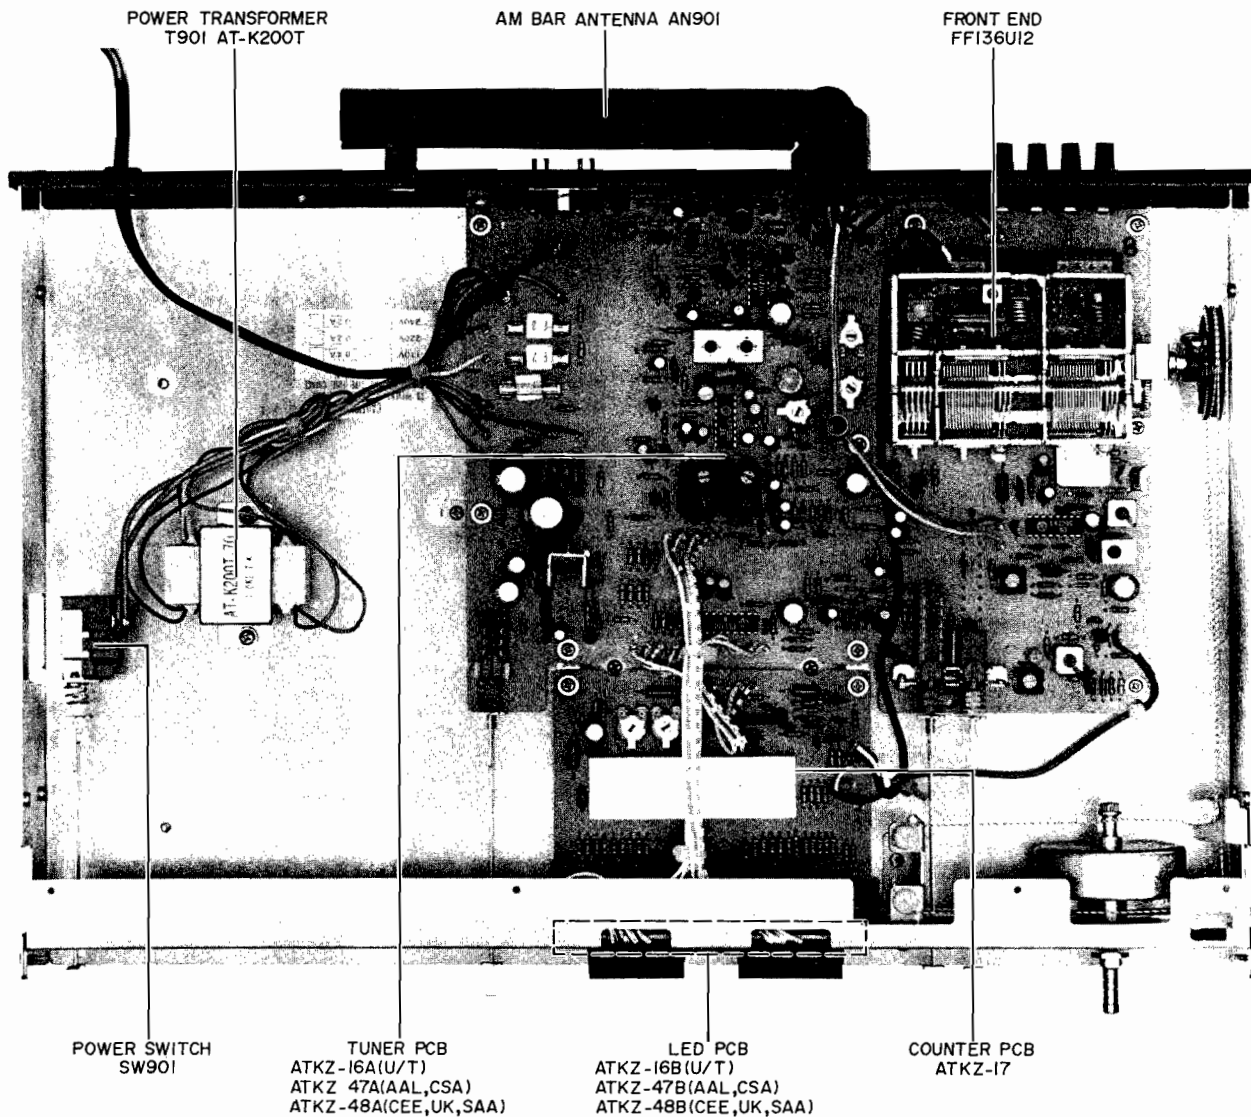 POWER TRANSFORMER
T901 AT-K200T
AM BAR ANTENNA AN901
FRONT END
FF136U12
AT-K200T
POWER SWITCH
SW901
TUNER PCB
ATKZ-16A(U/T)
ATKZ 47A(AAL,CSA)
ATKZ-48A(CEE,UK,SAA)
LED PCB
ATKZ-16B(U/T)
ATKZ-47B(AAL,CSA)
ATKZ-48B(CEE,UK,SAA)
COUNTER PCB
ATKZ-17